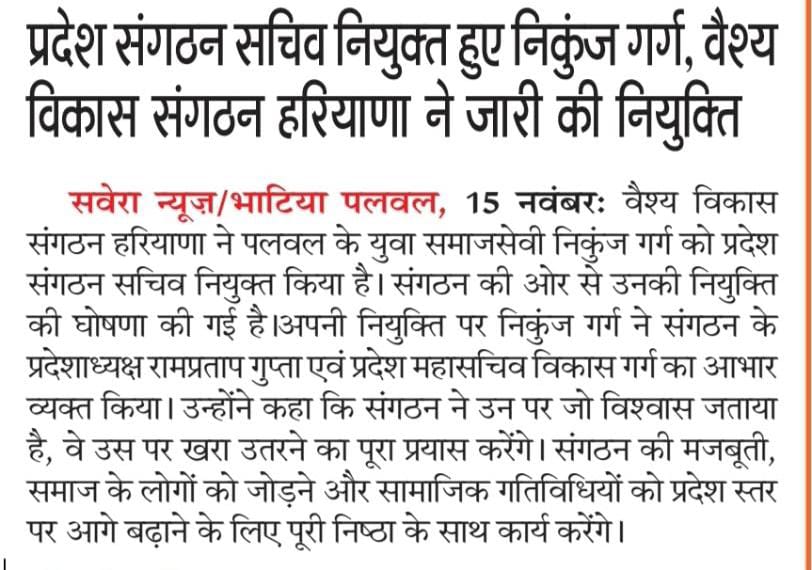 प्रदेश संगठन सचिव नियुक्त हुए निकुंज गर्ग, वैश्य
विकास संगठन हरियाणा ने जारी की नियुक्ति
सवेरा न्यूज़/भाटिया पलवल, 15 नवंबरः वैश्य विकास
संगठन हरियाणा ने पलवल के युवा समाजसेवी निकुंज गर्ग को प्रदेश
संगठन सचिव नियुक्त किया है। संगठन की ओर से उनकी नियुक्ति
की घोषणा की गई है।अपनी नियुक्ति पर निकुंज गर्ग ने संगठन के
प्रदेशाध्यक्ष रामप्रताप गुप्ता एवं प्रदेश महासचिव विकास गर्ग का आभार
व्यक्त किया। उन्होंने कहा कि संगठन ने उन पर जो विश्वास जताया
है, वे उस पर खरा उतरने का पूरा प्रयास करेंगे। संगठन की मजबूती,
समाज के लोगों को जोड़ने और सामाजिक गतिविधियों को प्रदेश स्तर
पर आगे बढ़ाने के लिए पूरी निष्ठा के साथ कार्य करेंगे।